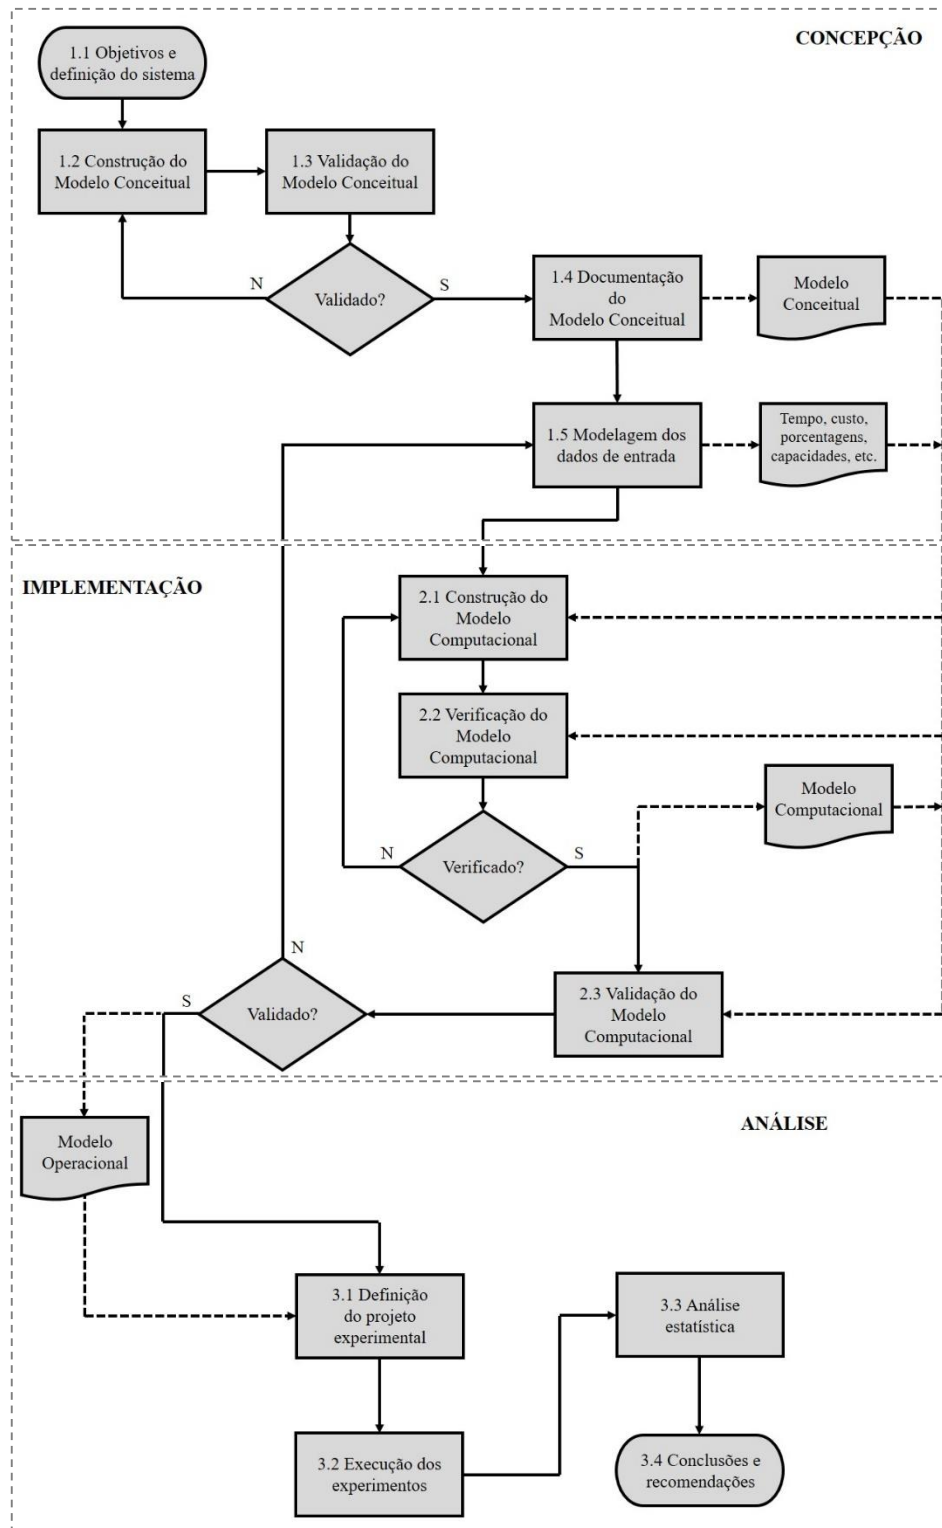 CONCEPÇÃO
1.1 Objetivos e
definição do sistema
1.2 Construção do
Modelo Conceitual
1.3 Validação do
Modelo Conceitual
N
Validado?
S
1.4 Documentação
do
Modelo Conceitual
Modelo
Conceitual
1.5 Modelagem dos
dados de entrada
Tempo, custo,
porcentagens,
capacidades, etc.
IMPLEMENTAÇÃO
2.1 Construção do
Modelo
Computacional
2.2 Verificação do
Modelo
Computacional
Modelo
Computacional
N
Verificado?
S
N
S
Validado?
2.3 Validação do
Modelo
Computacional
ANÁLISE
Modelo
Operacional
3.1 Definição
do projeto
experimental
3.3 Análise
estatística
3.2 Execução dos
experimentos
3.4 Conclusões e
recomendações